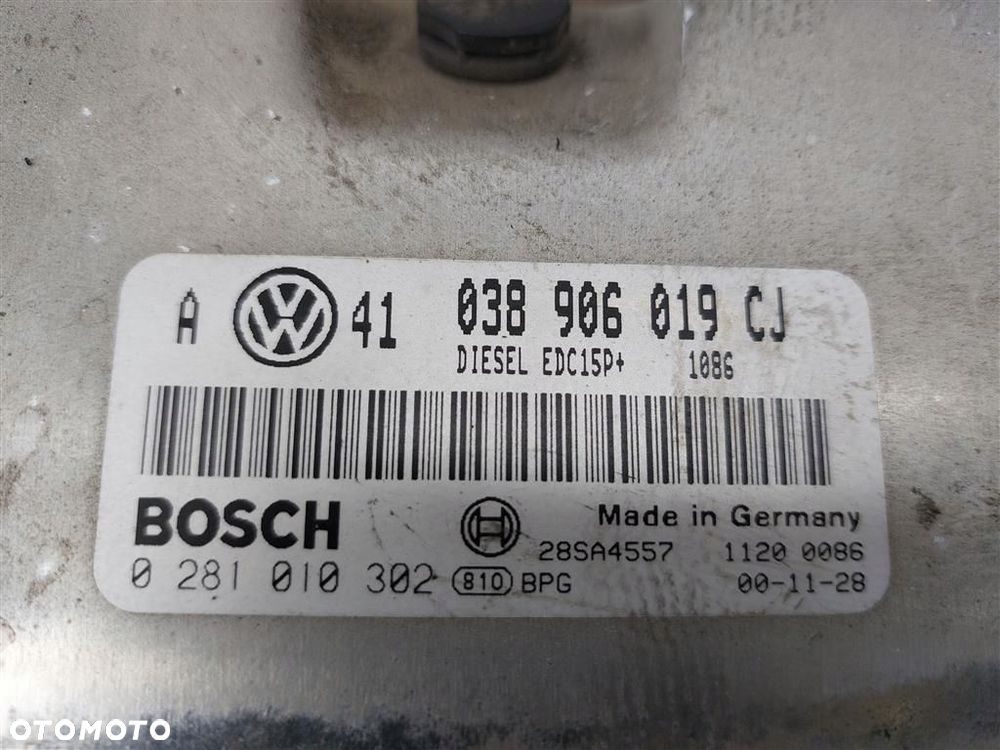 A 41 038 906 019 CJ
DIESEL EDC15P+ 1086
BOSCH Made in Germany
28SA4557 1120 0086
0 281 010 302 810 BPG 00-11-28
OTOMOTO
OTOMOTO